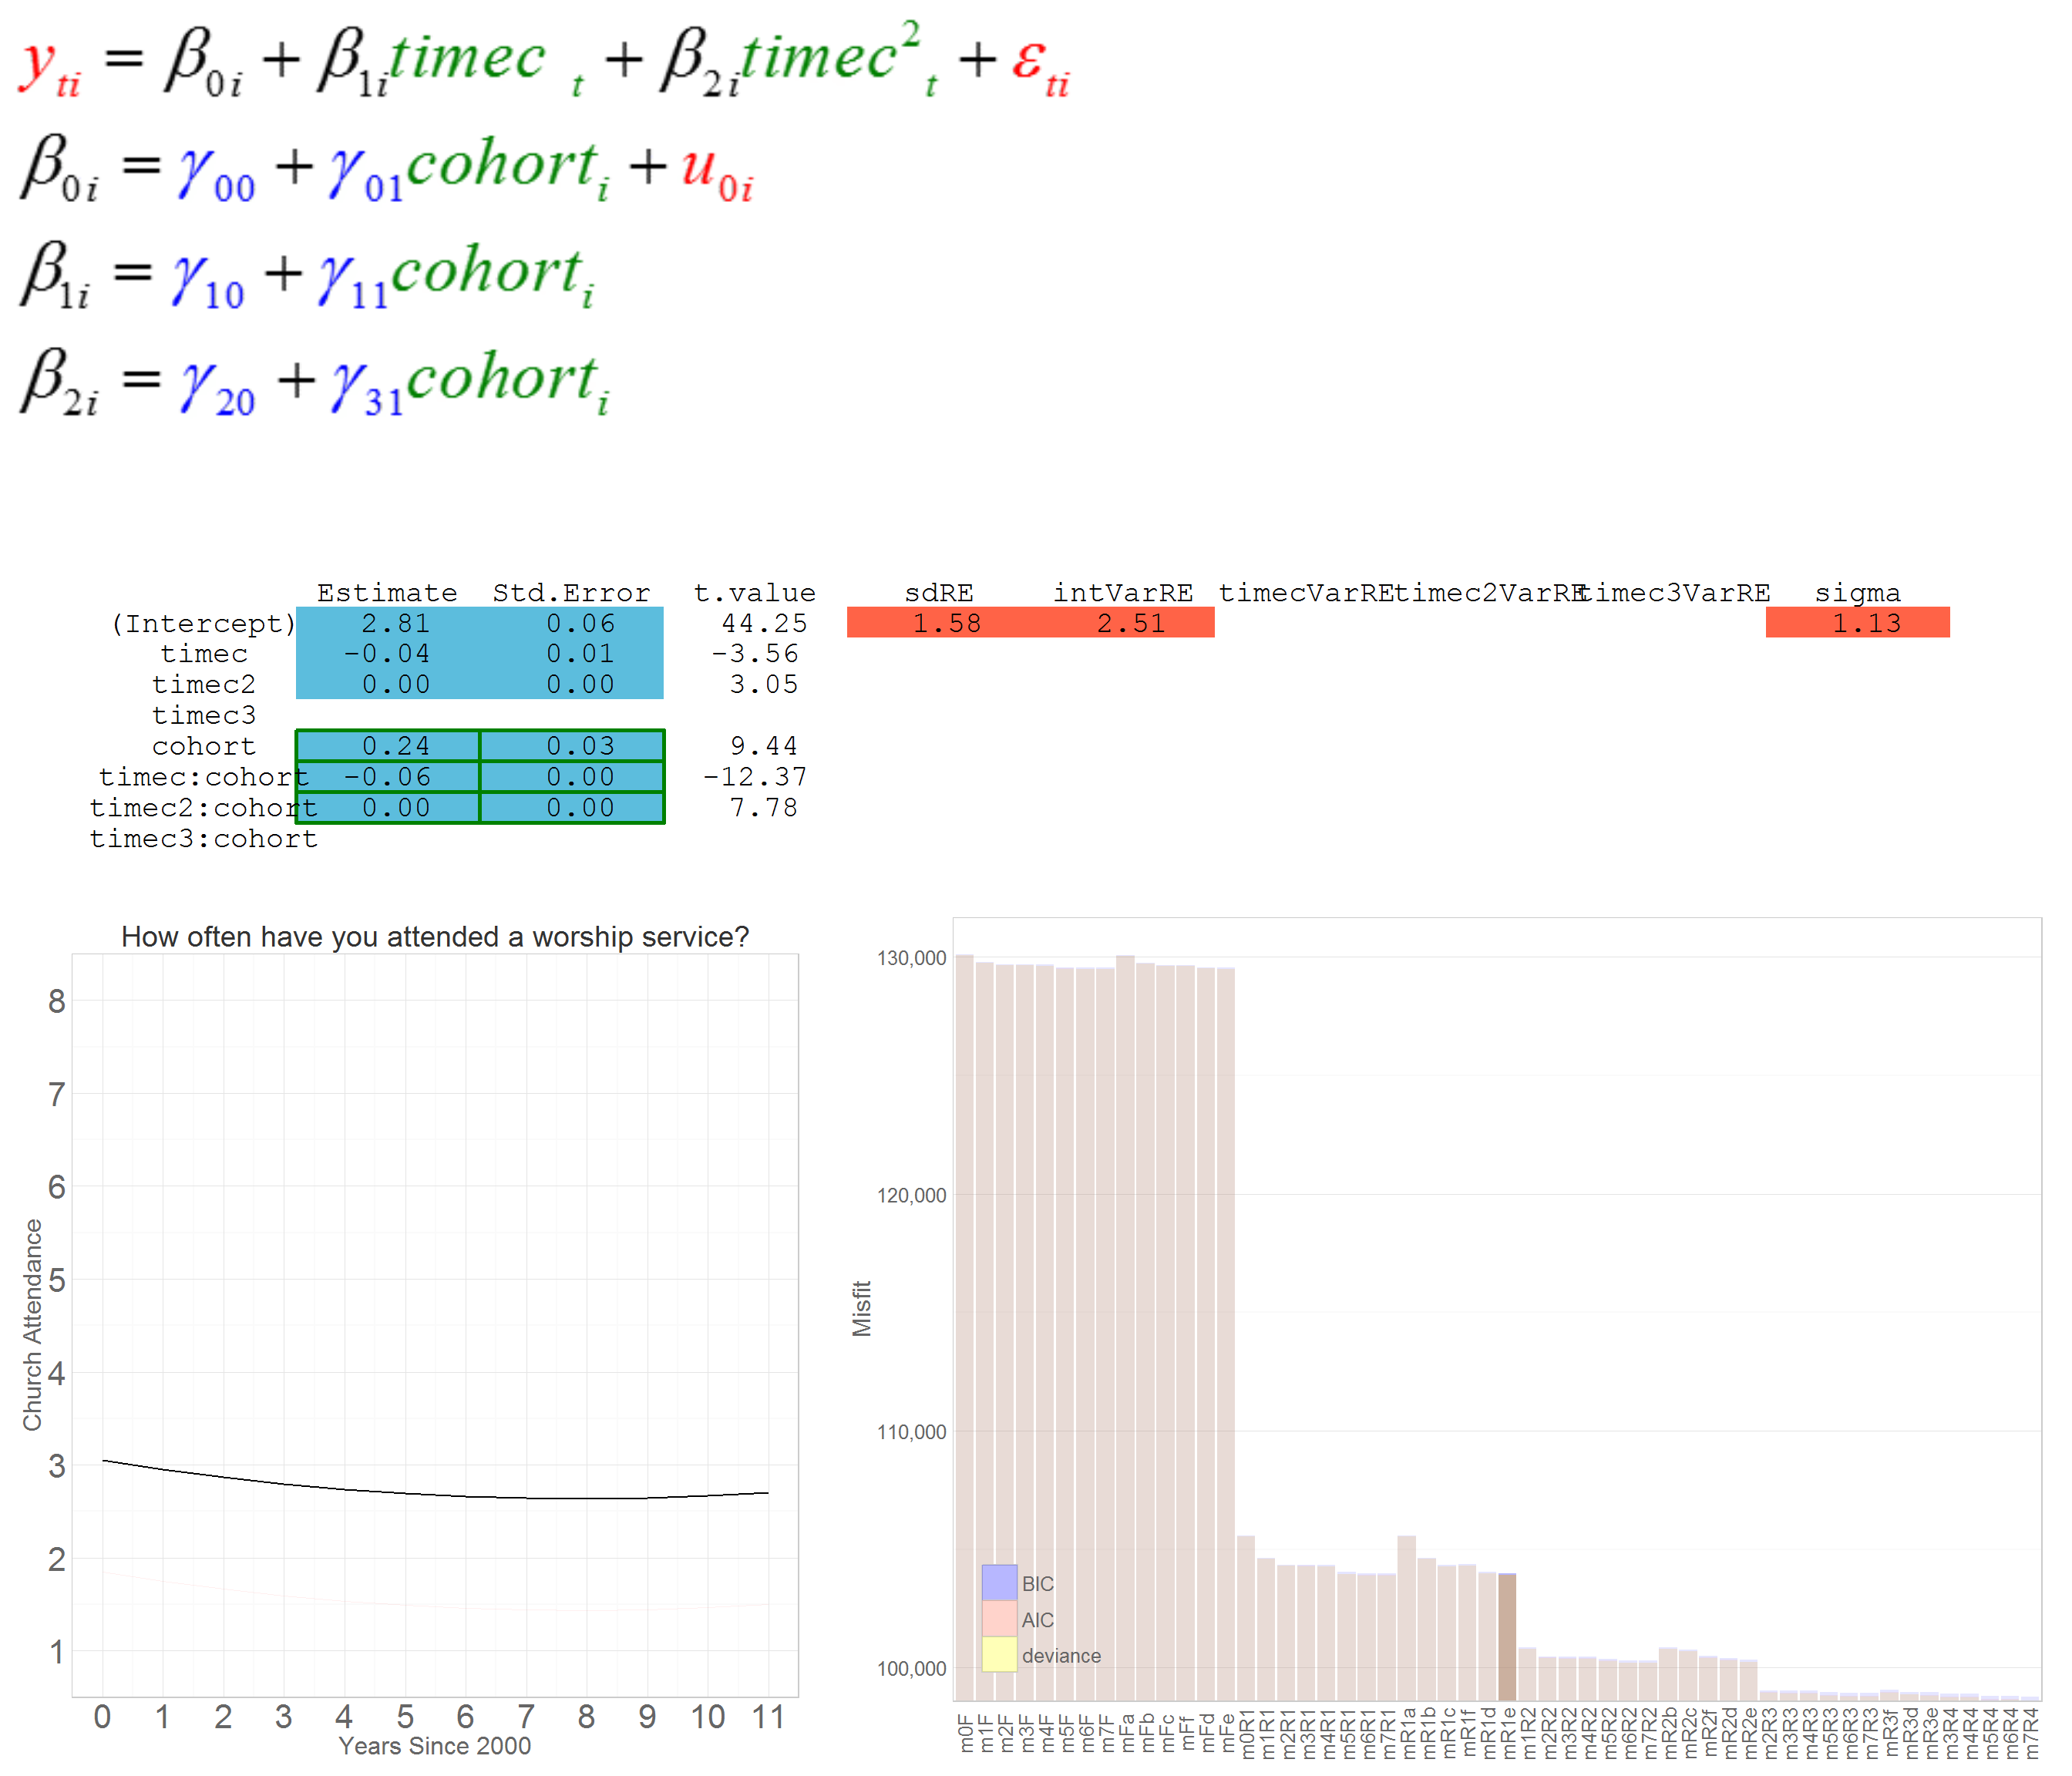 y_ti = β_0i + β_1i timec_t + β_2i timec²_t + ε_ti
β_0i = γ_00 + γ_01 cohort_i + u_0i
β_1i = γ_10 + γ_11 cohort_i
β_2i = γ_20 + γ_31 cohort_i
Estimate Std.Error t.value sdRE intVarRE timecVarRE timec2VarRE timec3VarRE sigma
(Intercept) 2.81 0.06 44.25 1.58 2.51 1.13
timec -0.04 0.01 -3.56
timec2 0.00 0.00 3.05
timec3
cohort 0.24 0.03 9.44
timec:cohort -0.06 0.00 -12.37
timec2:cohort 0.00 0.00 7.78
timec3:cohort
How often have you attended a worship service?
Church Attendance
8
7
6
5
4
3
2
1
0 1 2 3 4 5 6 7 8 9 10 11
Years Since 2000
Misfit
130,000
120,000
110,000
100,000
BIC
AIC
deviance
m0F m1F m2F m3F m4F m5F m6F m7F mFa mFb mFc mFf mFd mFe m0R1 m1R1 m2R1 m3R1 m4R1 m5R1 m6R1 m7R1 mR1a mR1b mR1c mR1f mR1d mR1e m1R2 m2R2 m3R2 m4R2 m5R2 m6R2 m7R2 mR2b mR2c mR2f mR2d mR2e m2R3 m3R3 m4R3 m5R3 m6R3 m7R3 mR3f mR3d mR3e m3R4 m4R4 m5R4 m6R4 m7R4